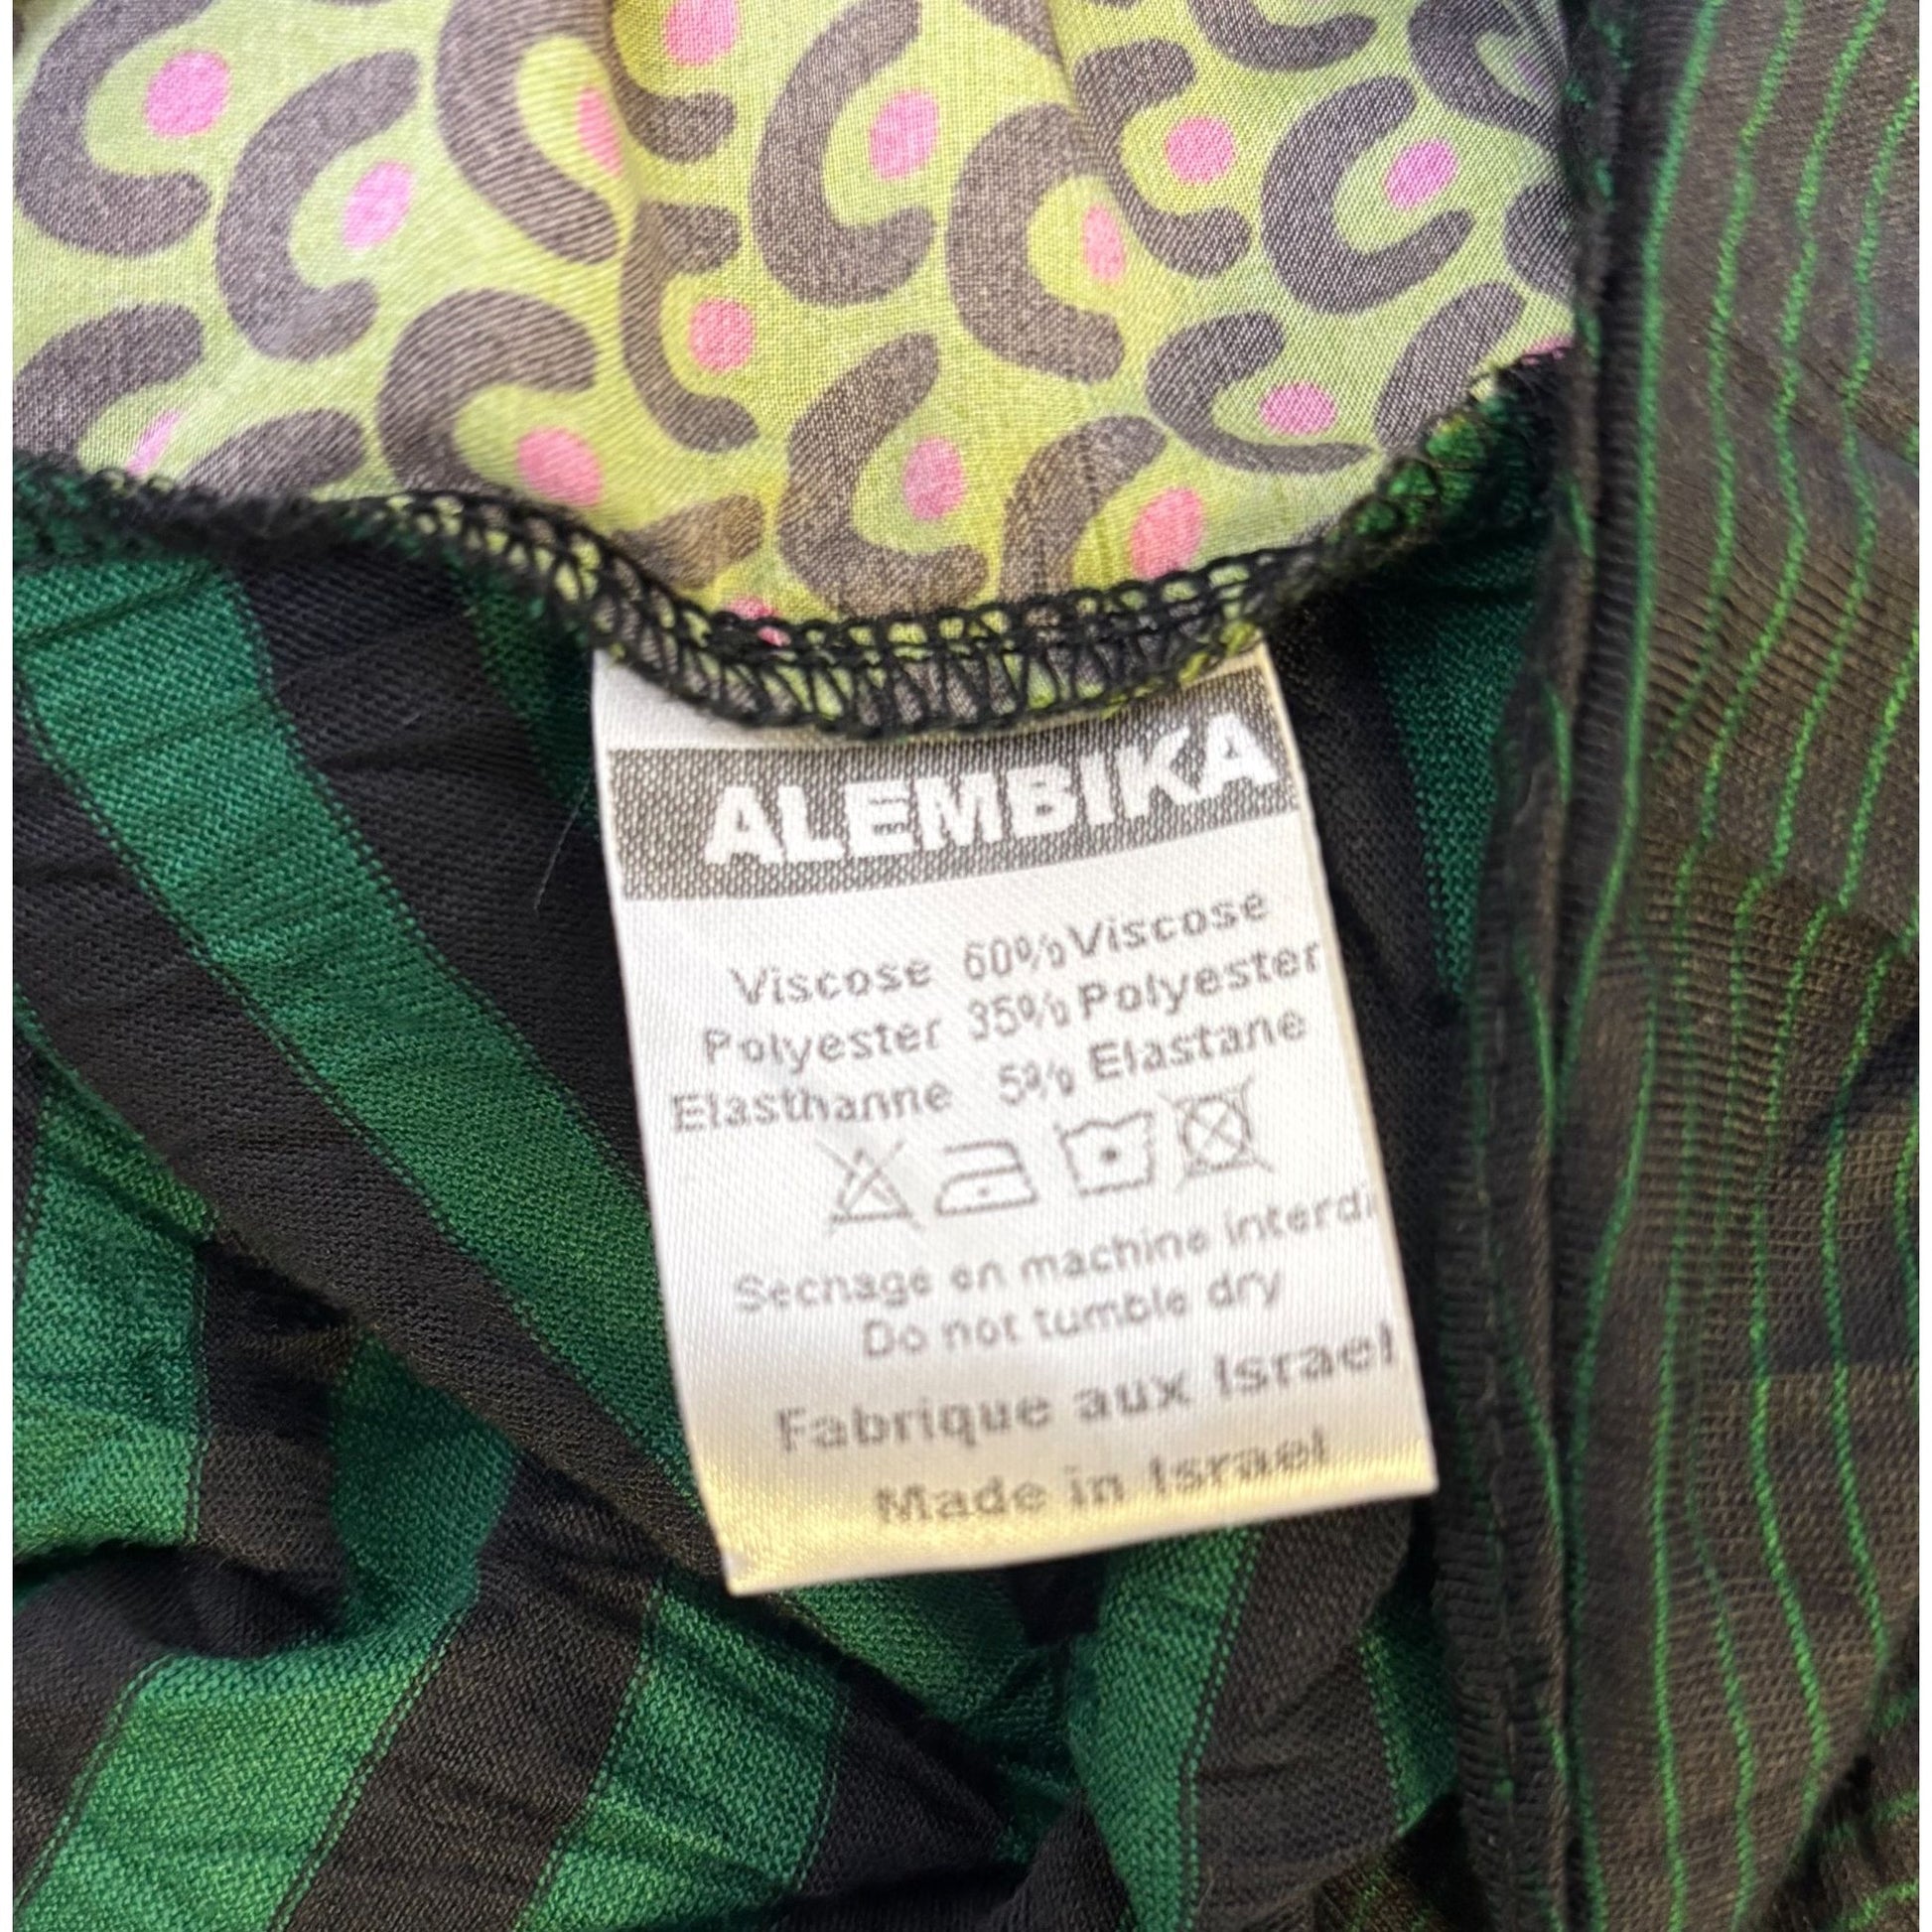 ALEMBIKA
Viscose 60% Viscose
Polyester 35% Polyester
Elasthanne 5% Elastane
Sechage en machine interdi
Do not tumble dry
Fabrique aux Israel
Made in Israel